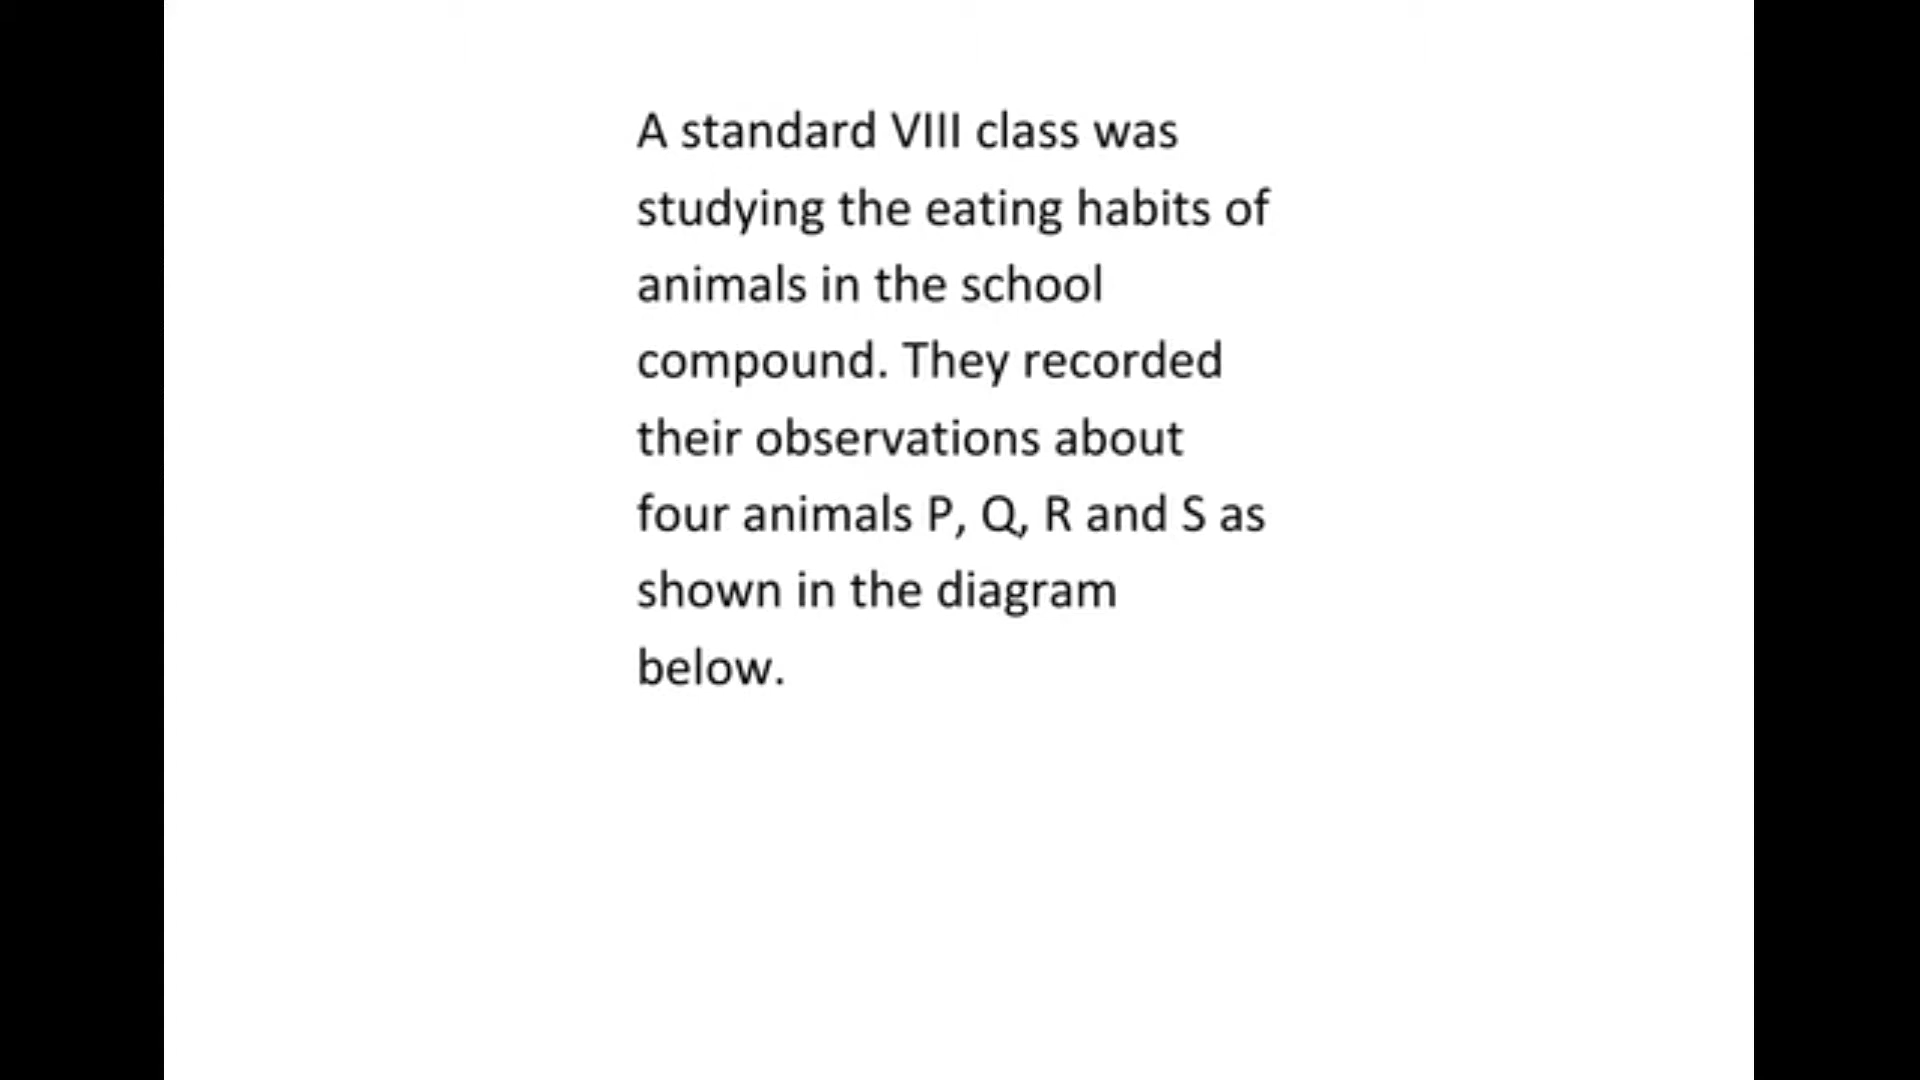 A standard VIII class was
studying the eating habits of
animals in the school
compound. They recorded
their observations about
four animals P, Q, R and S as
shown in the diagram
below.